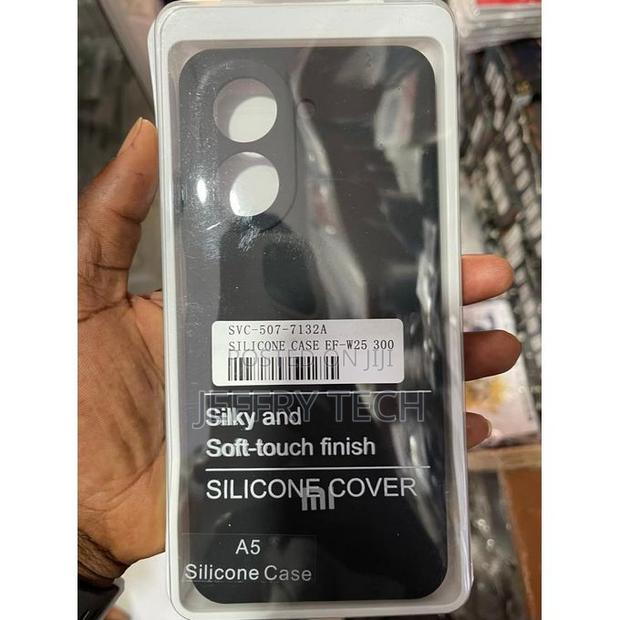 SVC-507-7132A
SILICONE CASE EF-W25 300
POSTED ON JIJI
JEFFRY TECH
Silky and
Soft-touch finish
SILICONE COVER
mi
A5
Silicone Case